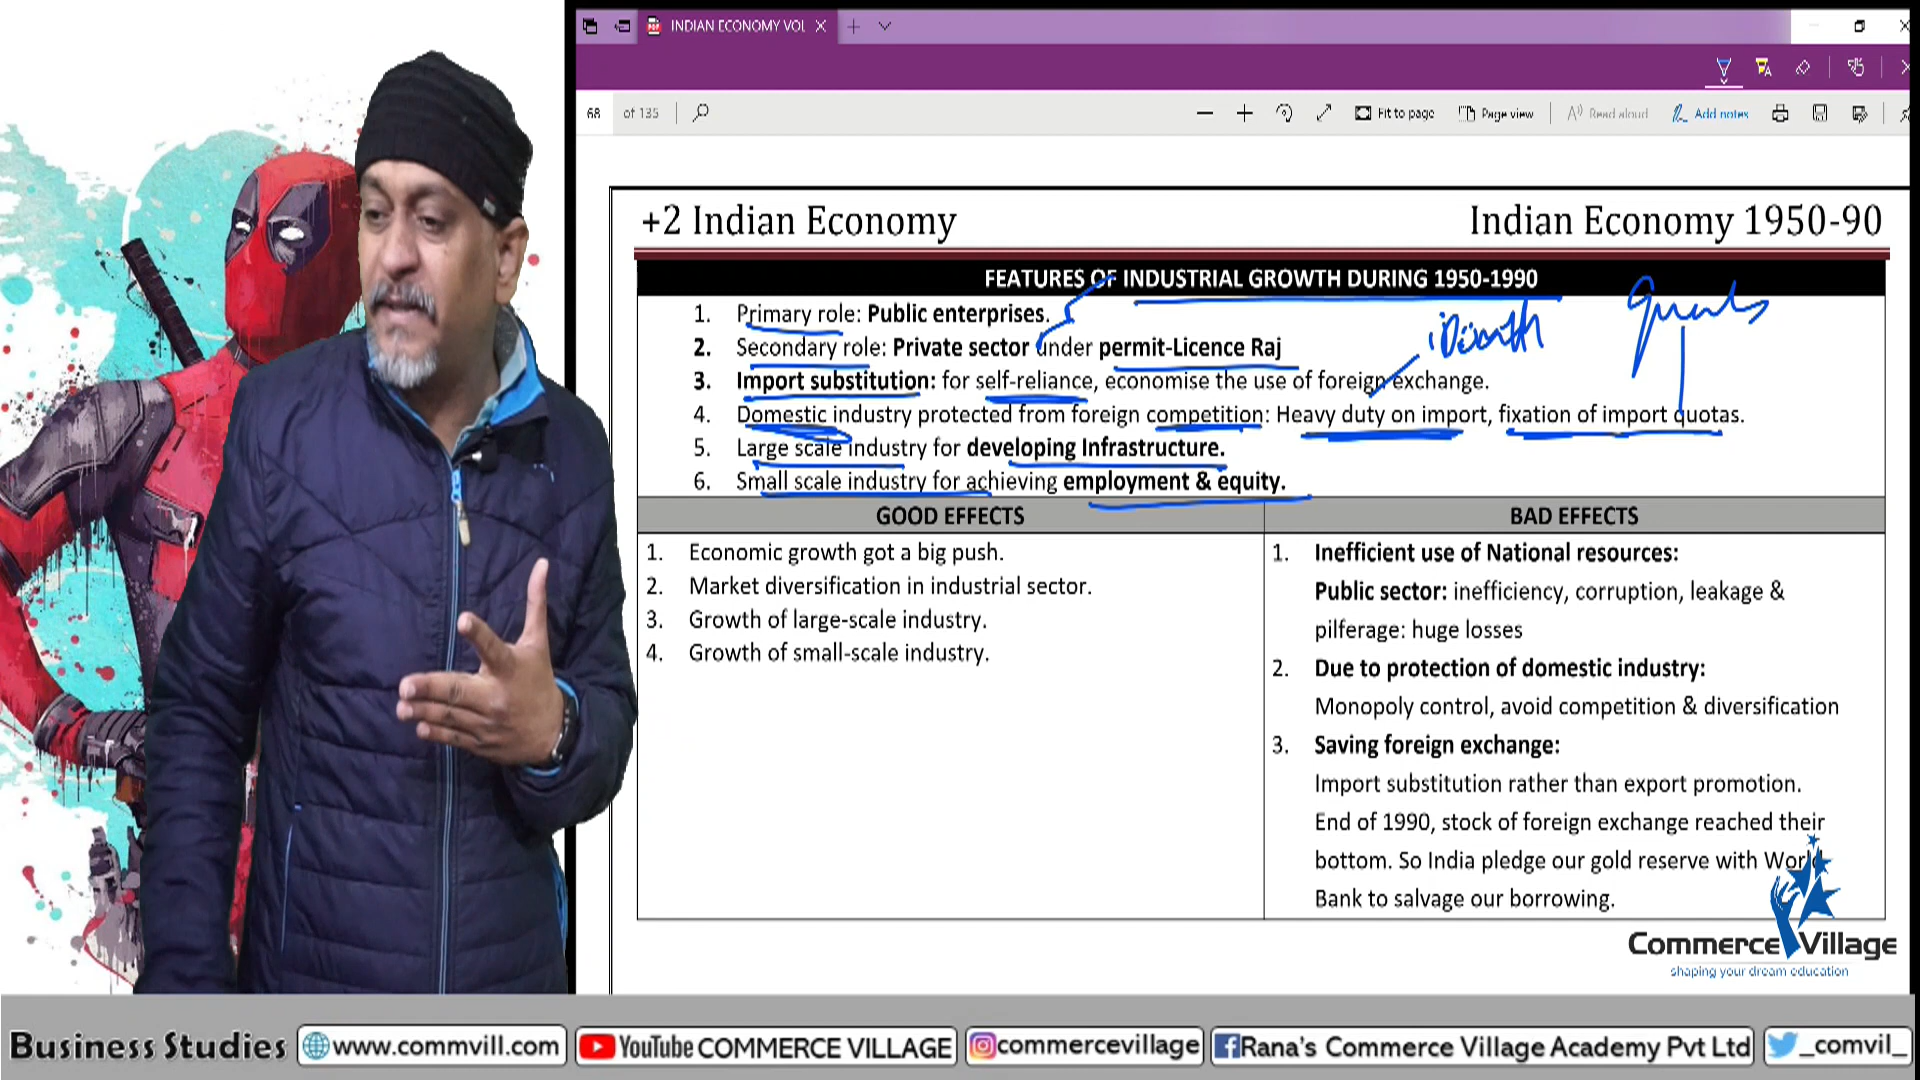 INDIAN ECONOMY VOL
68 of 135
Fit to page
Page view
Read aloud
Add notes
+2 Indian Economy
Indian Economy 1950-90
FEATURES OF INDUSTRIAL GROWTH DURING 1950-1990
1. Primary role: Public enterprises.
2. Secondary role: Private sector under permit-Licence Raj
3. Import substitution: for self-reliance, economise the use of foreign exchange.
4. Domestic industry protected from foreign competition: Heavy duty on import, fixation of import quotas.
5. Large scale industry for developing Infrastructure.
6. Small scale industry for achieving employment & equity.
GOOD EFFECTS
1. Economic growth got a big push.
2. Market diversification in industrial sector.
3. Growth of large-scale industry.
4. Growth of small-scale industry.
BAD EFFECTS
1. Inefficient use of National resources:
Public sector: inefficiency, corruption, leakage &
pilferage: huge losses
2. Due to protection of domestic industry:
Monopoly control, avoid competition & diversification
3. Saving foreign exchange:
Import substitution rather than export promotion.
End of 1990, stock of foreign exchange reached their
bottom. So India pledge our gold reserve with World
Bank to salvage our borrowing.
Commerce Village
shaping your dream education
Business Studies
www.commvill.com
YouTube COMMERCE VILLAGE
commercevillage
Rana's Commerce Village Academy Pvt Ltd
_comvil_